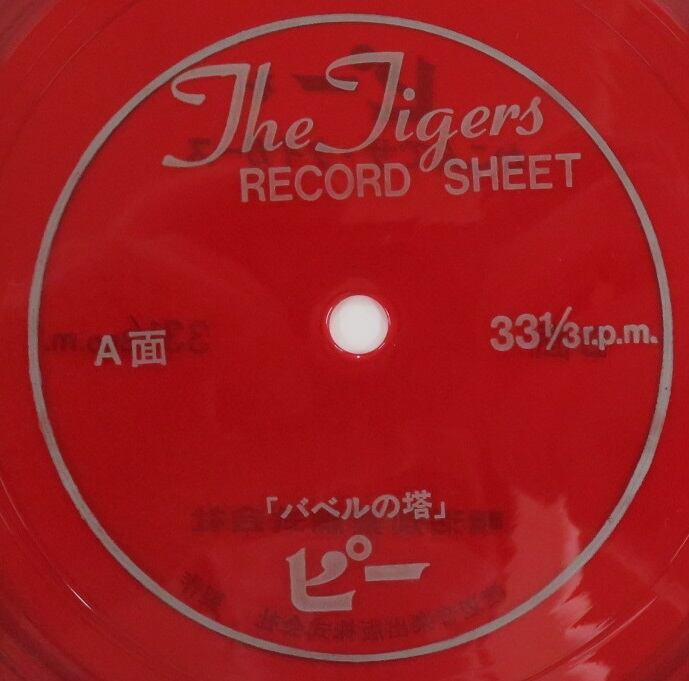 The Tigers
RECORD SHEET
A面
33⅓r.p.m.
「バベルの塔」
ピー